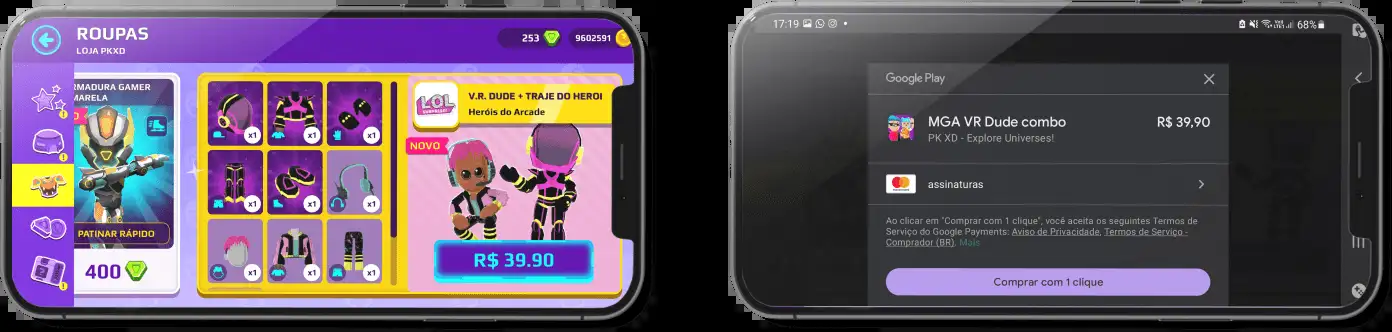 ROUPAS
LOJA PKXD
253
9602591
RMADURA GAMER
MARELA
PATINAR RÁPIDO
400
x1
x1
x1
x1
x1
x1
x1
x1
x1
L.O.L.
SURPRISE!
V.R. DUDE + TRAJE DO HEROI
Heróis do Arcade
NOVO
R$ 39.90
17:19
68%
Google Play
MGA VR Dude combo
R$ 39,90
PK XD - Explore Universes!
assinaturas
Ao clicar em "Comprar com 1 clique", você aceita os seguintes Termos de
Serviço do Google Payments: Aviso de Privacidade, Termos de Serviço -
Comprador (BR). Mais
Comprar com 1 clique